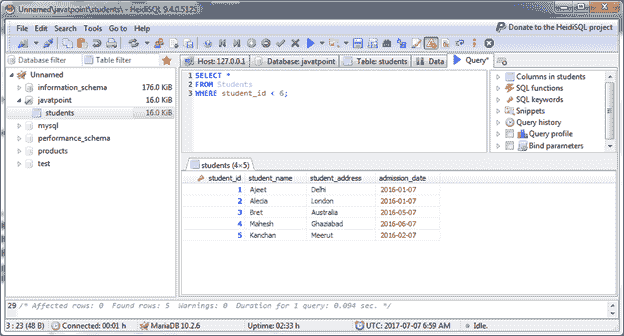 Unnamed\javatpoint\students\ - HeidiSQL 9.4.0.5125
File Edit Search Tools Go to Help
Donate to the HeidiSQL project
Database filter Table filter
Host: 127.0.0.1 Database: javatpoint Table: students Data Query*
Unnamed
information_schema 176.0 KiB
javatpoint 16.0 KiB
students 16.0 KiB
mysql
performance_schema
products
test
1 SELECT *
2 FROM Students
3 WHERE student_id < 6;
Columns in students
SQL functions
SQL keywords
Snippets
Query history
Query profile
Bind parameters
students (4×5)
student_id student_name student_address admission_date
1 Ajeet Delhi 2016-01-07
2 Alecia London 2016-01-07
3 Bret Australia 2016-05-07
4 Mahesh Ghaziabad 2016-06-07
5 Kanchan Meerut 2016-02-07
29 /* Affected rows: 0 Found rows: 5 Warnings: 0 Duration for 1 query: 0.094 sec. */
3 : 23 (48 B) Connected: 00:01 h MariaDB 10.2.6 Uptime: 02:33 h UTC: 2017-07-07 6:59 AM Idle.